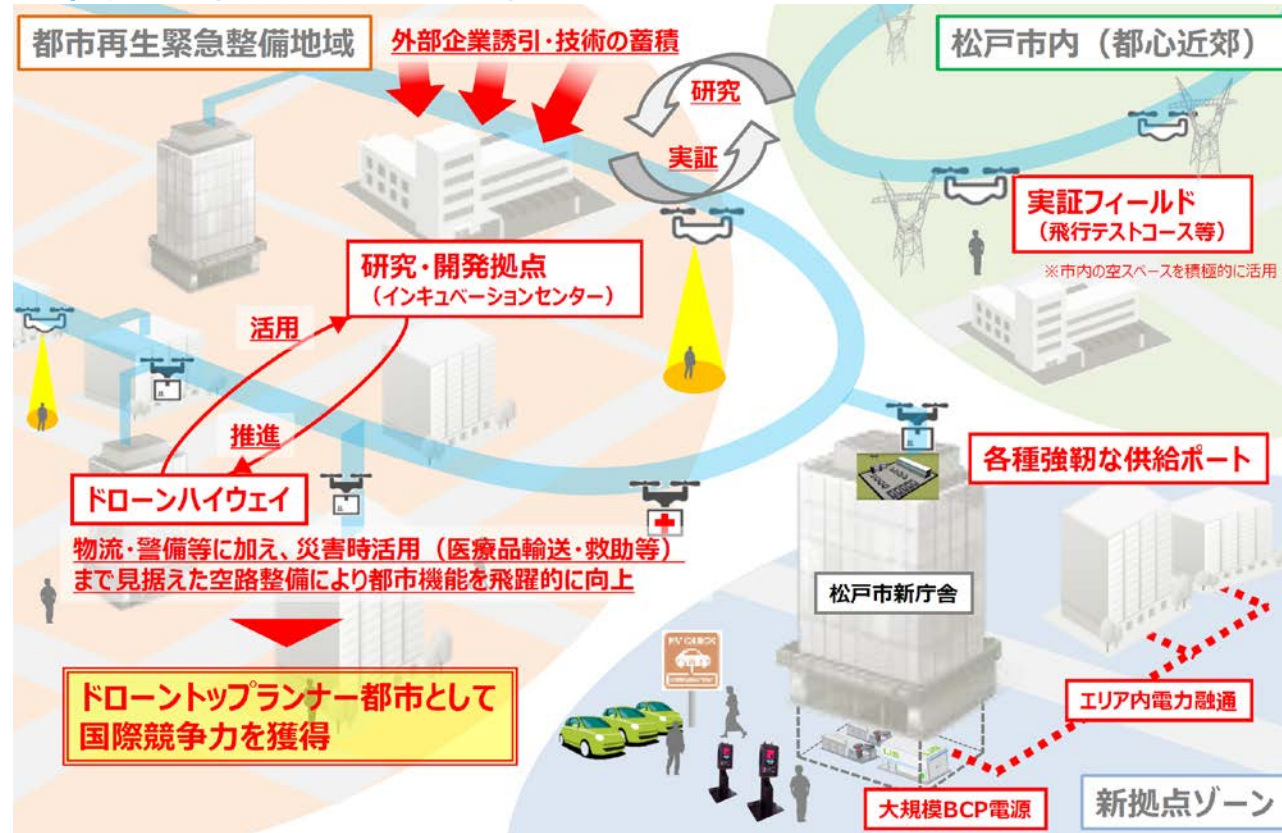 都市再生緊急整備地域
外部企業誘引・技術の蓄積
松戸市内（都心近郊）
研究
実証
実証フィールド
（飛行テストコース等）
※市内の空スペースを積極的に活用
研究・開発拠点
（インキュベーションセンター）
活用
推進
ドローンハイウェイ
各種強靭な供給ポート
物流・警備等に加え、災害時活用（医療品輸送・救助等）
まで見据えた空路整備により都市機能を飛躍的に向上
松戸市新庁舎
ドローントップランナー都市として
国際競争力を獲得
エリア内電力融通
大規模BCP電源
新拠点ゾーン